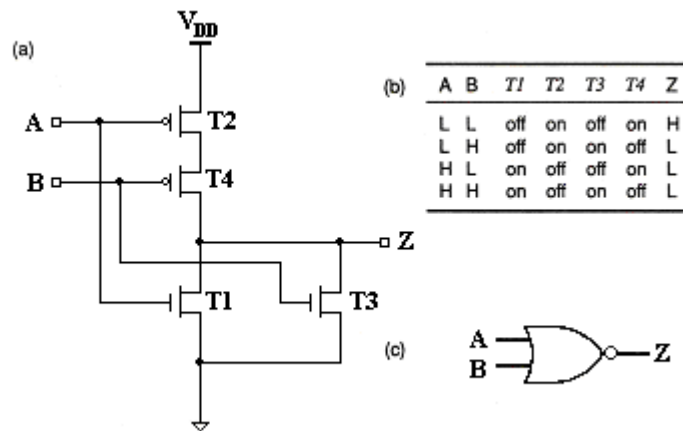 (a)
VDD
A
T2
B
T4
Z
T1
T3
(b)
A B T1 T2 T3 T4 Z
L L off on off on H
L H off on on off L
H L on off off on L
H H on off on off L
(c)
A
B
Z